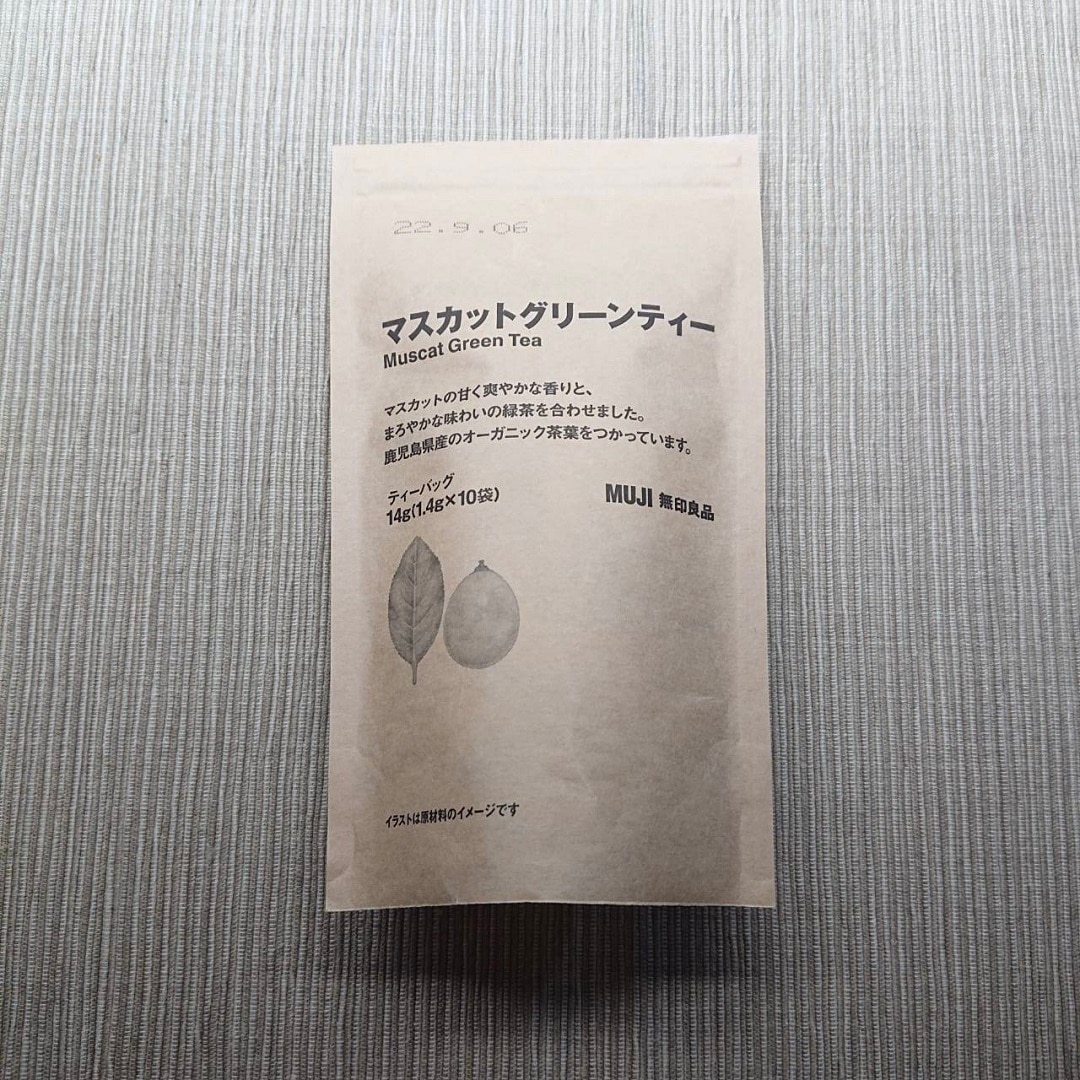 22.9.06
マスカットグリーンティー
Muscat Green Tea
マスカットの甘く爽やかな香りと、
まろやかな味わいの緑茶を合わせました。
鹿児島県産のオーガニック茶葉をつかっています。
ティーバッグ
14g(1.4g×10袋)
MUJI 無印良品
イラストは原材料のイメージです